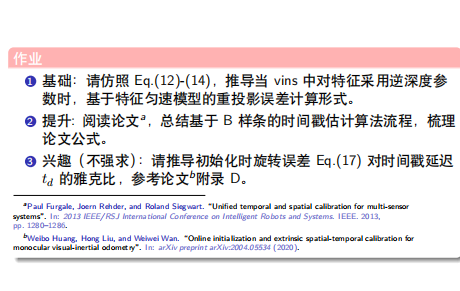 作业
1 基础：请仿照 Eq.(12)-(14)，推导当 vins 中对特征采用逆深度参
数时，基于特征匀速模型的重投影误差计算形式。
2 提升：阅读论文a，总结基于 B 样条的时间戳估计算法流程，梳理
论文公式。
3 兴趣（不强求）：请推导初始化时旋转误差 Eq.(17) 对时间戳延迟
td 的雅克比，参考论文b附录 D。
aPaul Furgale, Joern Rehder, and Roland Siegwart. “Unified temporal and spatial calibration for multi-sensor
systems”. In: 2013 IEEE/RSJ International Conference on Intelligent Robots and Systems. IEEE. 2013,
pp. 1280–1286.
bWeibo Huang, Hong Liu, and Weiwei Wan. “Online initialization and extrinsic spatial-temporal calibration for
monocular visual-inertial odometry”. In: arXiv preprint arXiv:2004.05534 (2020).